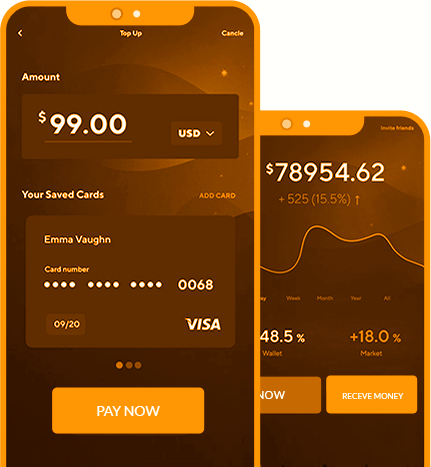 Top Up
Cancle
Amount
$99.00
USD
Your Saved Cards
ADD CARD
Emma Vaughn
Card number
•••• •••• •••• 0068
09/20
VISA
PAY NOW
Invite friends
$78954.62
+ 525 (15.5%) ↑
Week
Month
Year
All
48.5 %
Wallet
+18.0 %
Market
NOW
RECEVE MONEY